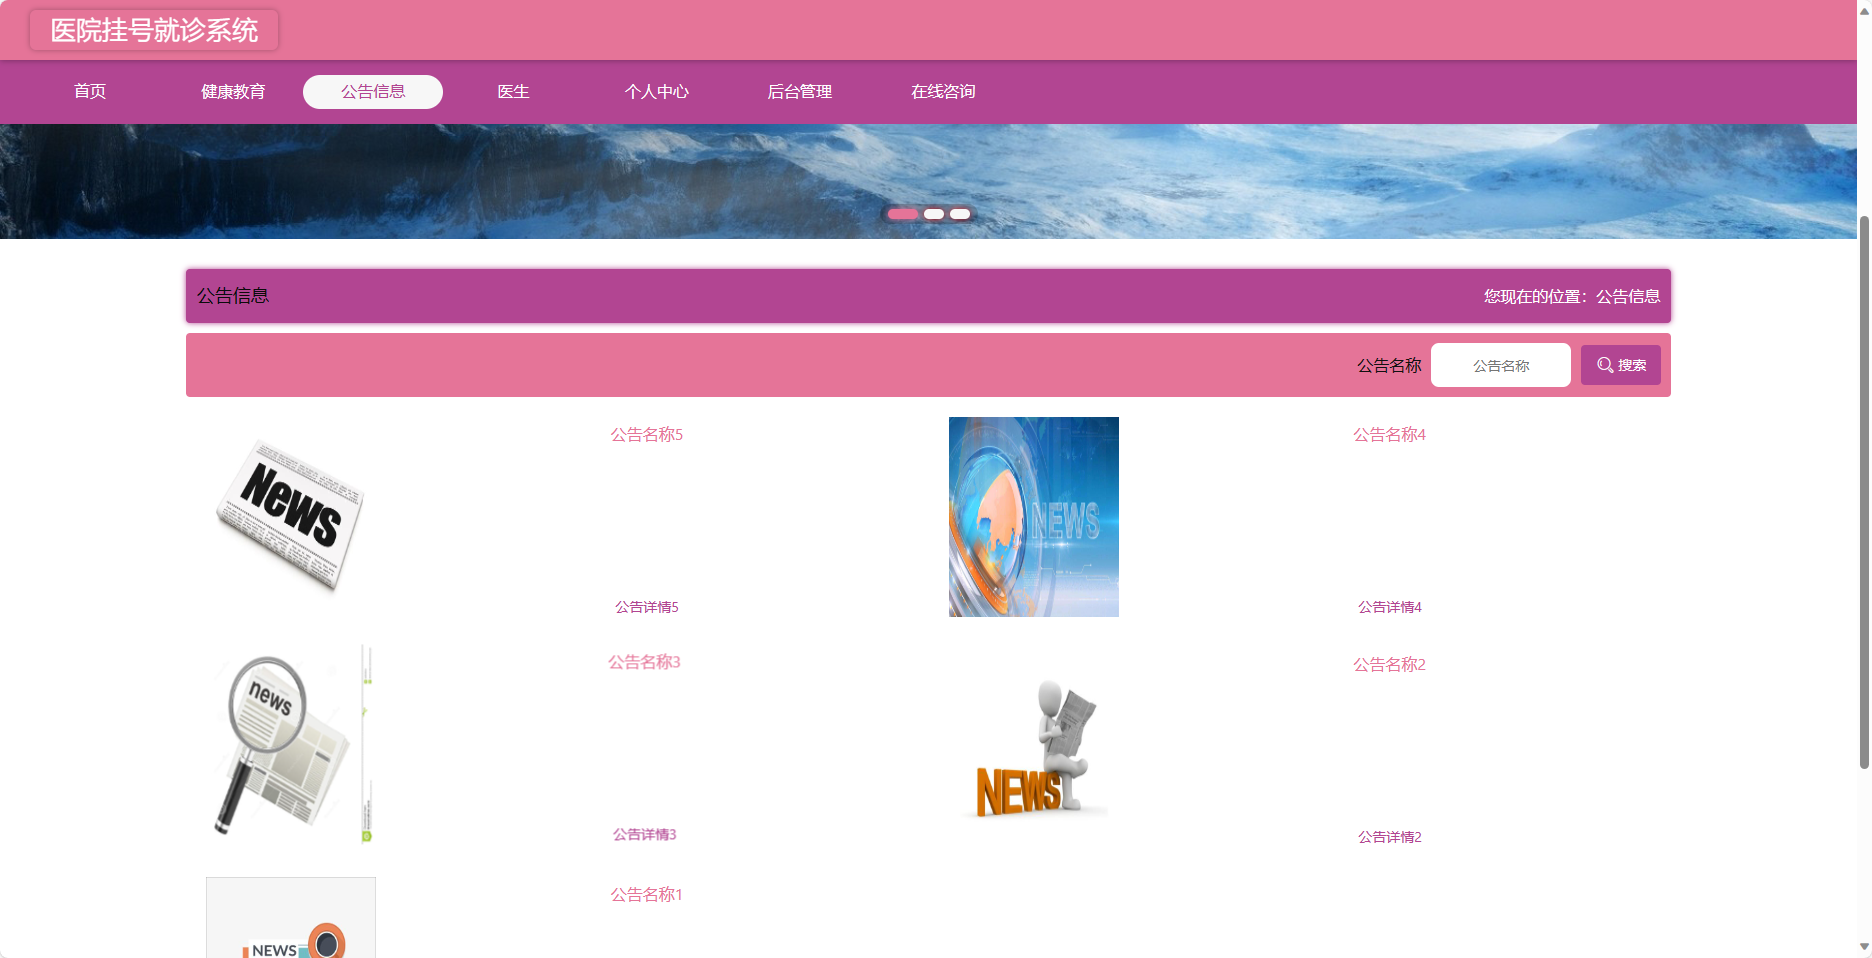 医院挂号就诊系统
首页 健康教育 公告信息 医生 个人中心 后台管理 在线咨询
公告信息 您现在的位置：公告信息
公告名称 公告名称 搜索
News
公告名称5
公告详情5
NEWS
公告名称4
公告详情4
news
公告名称3
公告详情3
NEWS
公告名称2
公告详情2
NEWS
公告名称1